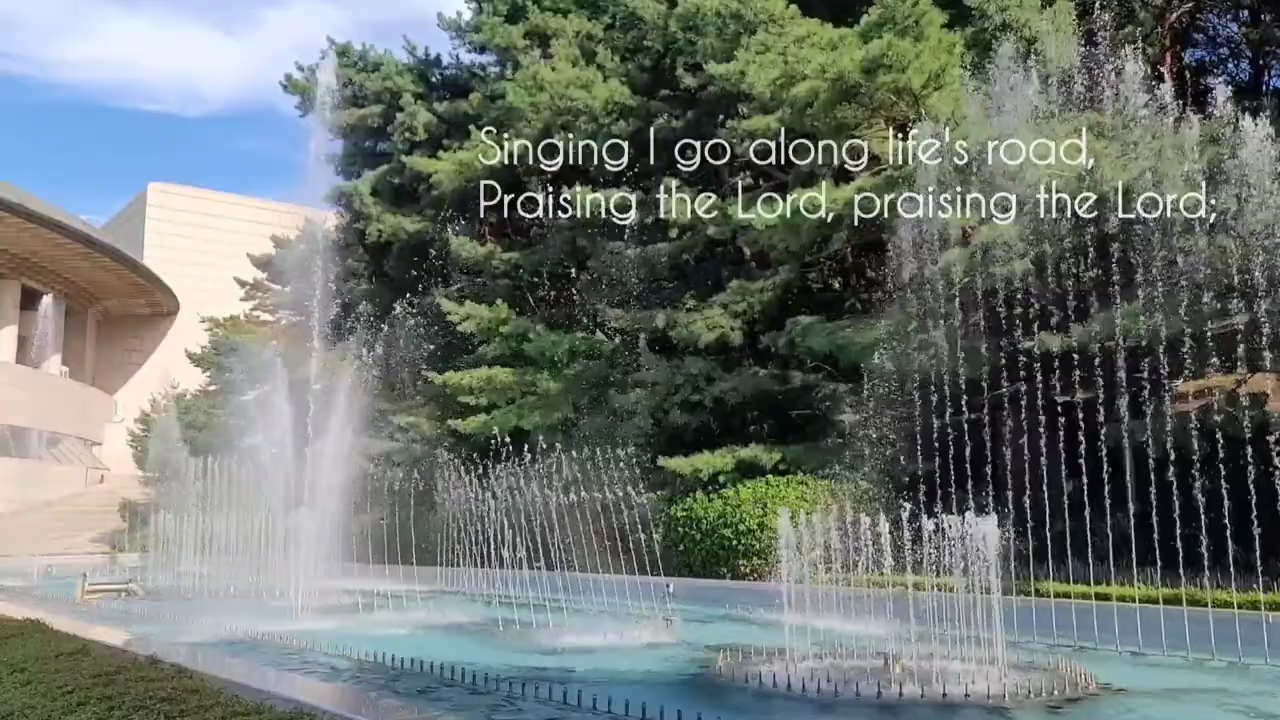 Singing I go along life's road,
Praising the Lord, praising the Lord;